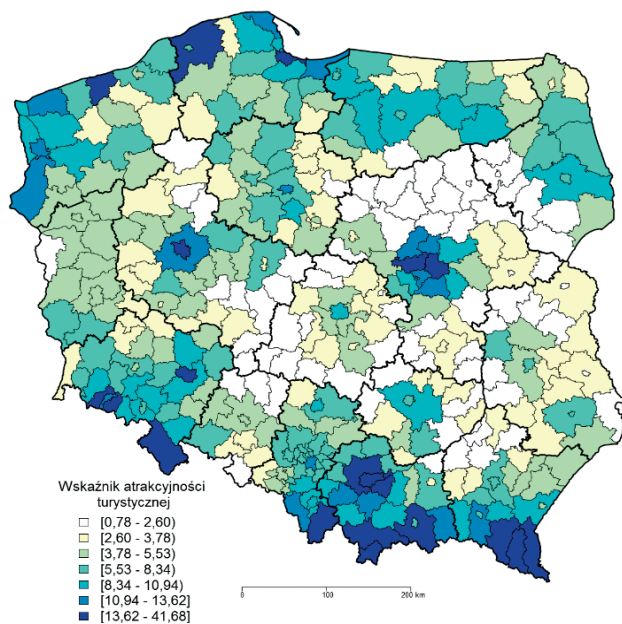 Wskaźnik atrakcyjności
turystycznej
[0,78 - 2,60)
[2,60 - 3,78)
[3,78 - 5,53)
[5,53 - 8,34)
[8,34 - 10,94)
[10,94 - 13,62]
[13,62 - 41,68]
0 100 200 km